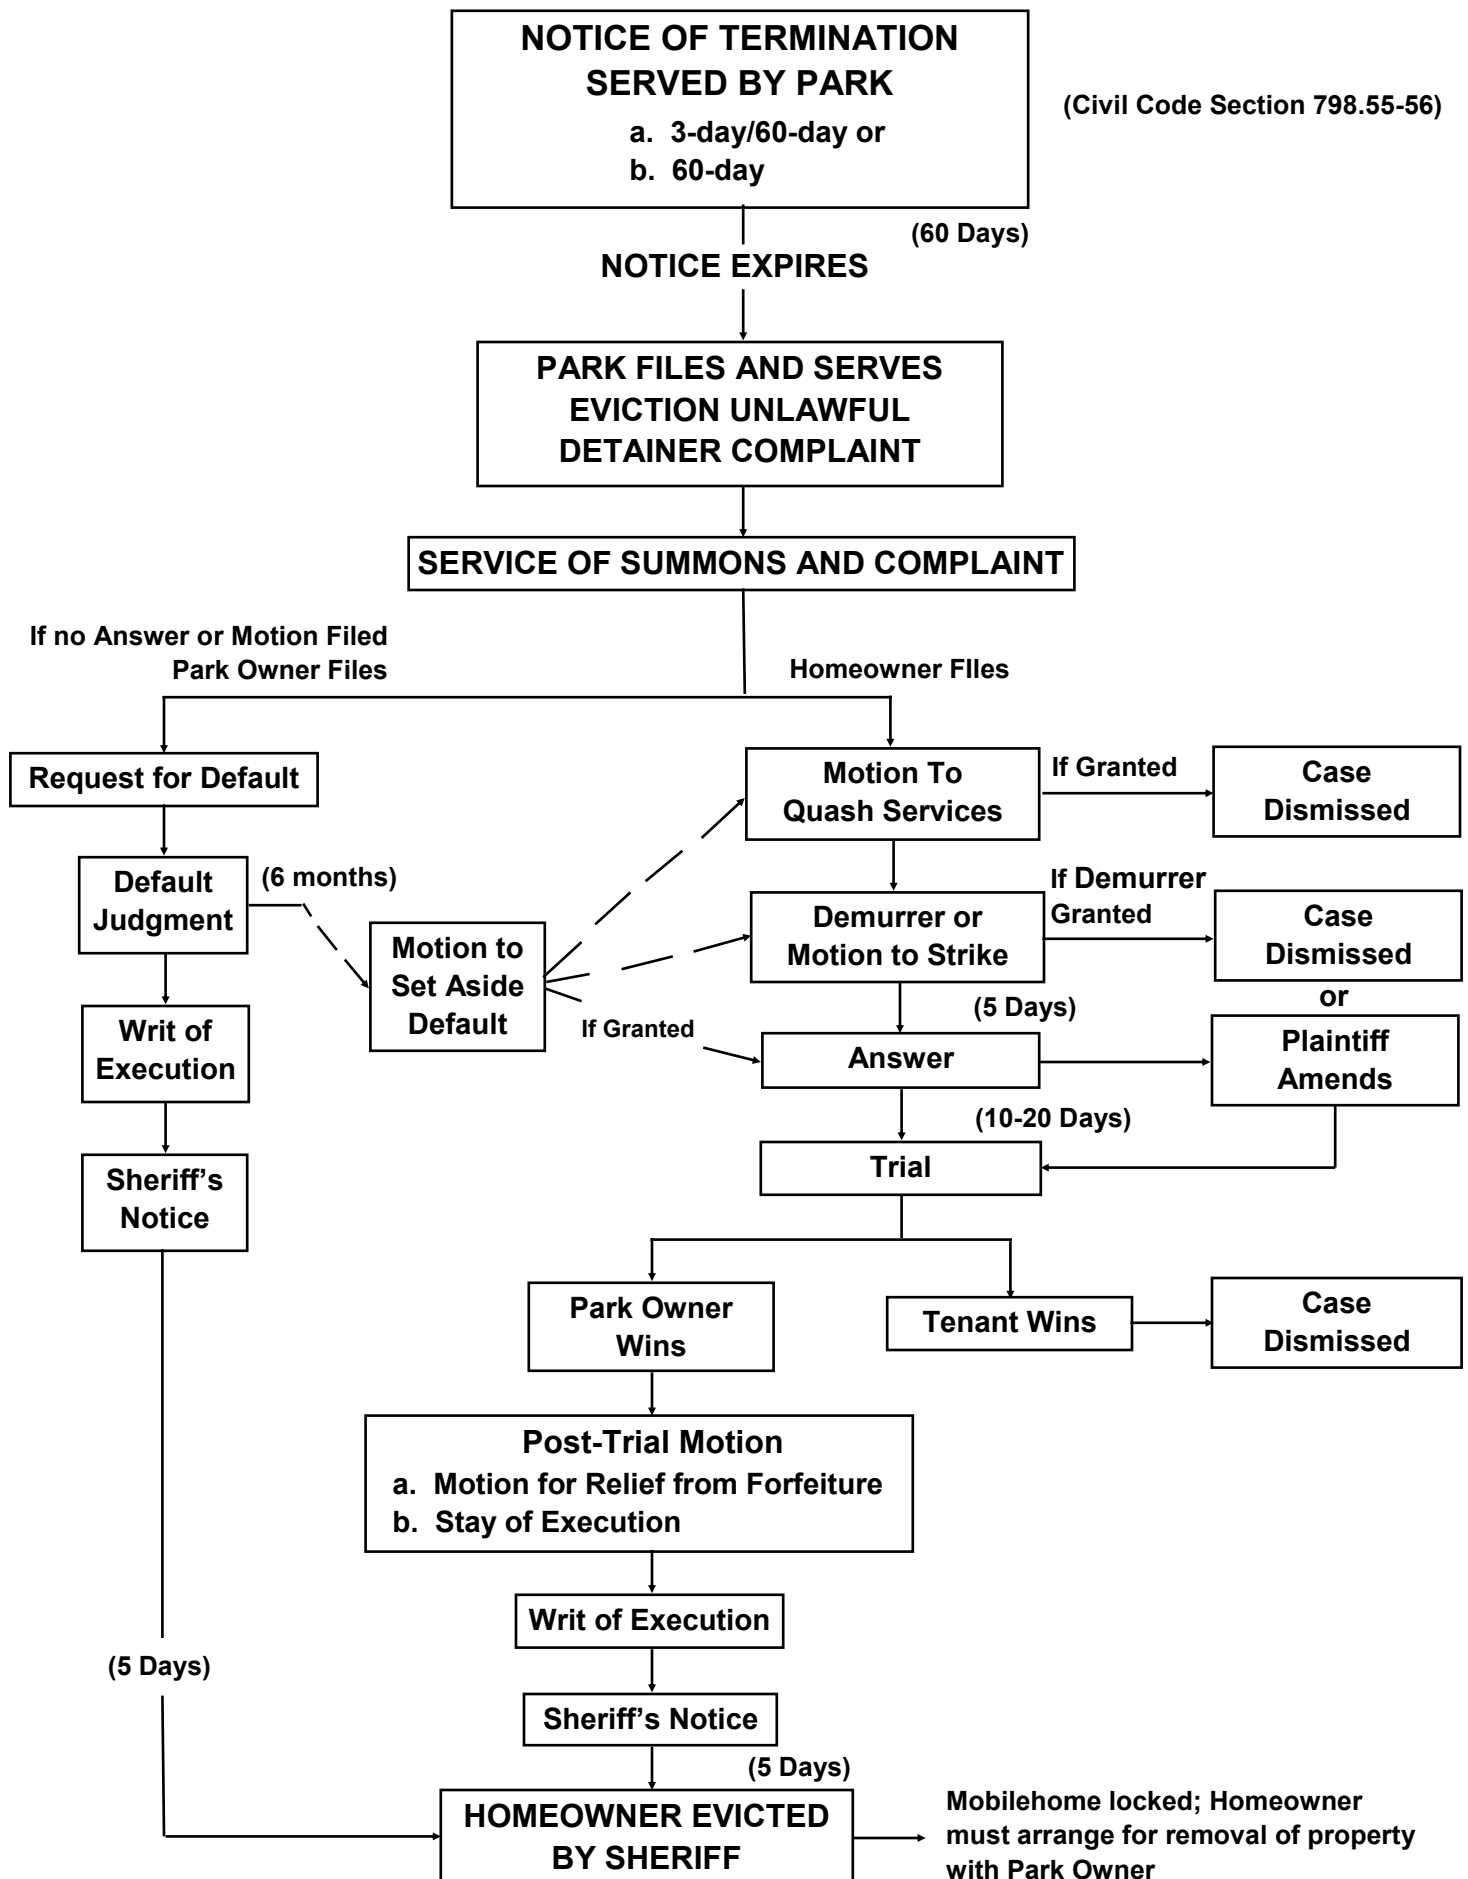 NOTICE OF TERMINATION
SERVED BY PARK
a. 3-day/60-day or
b. 60-day
(Civil Code Section 798.55-56)
(60 Days)
NOTICE EXPIRES
PARK FILES AND SERVES
EVICTION UNLAWFUL
DETAINER COMPLAINT
SERVICE OF SUMMONS AND COMPLAINT
If no Answer or Motion Filed
Park Owner Files
Homeowner FIles
Request for Default
Motion To
Quash Services
If Granted
Case
Dismissed
Default
Judgment
(6 months)
Motion to
Set Aside
Default
Demurrer or
Motion to Strike
If Demurrer
Granted
Case
Dismissed
or
(5 Days)
If Granted
Writ of
Execution
Answer
Plaintiff
Amends
(10-20 Days)
Trial
Sheriff’s
Notice
Park Owner
Wins
Tenant Wins
Case
Dismissed
Post-Trial Motion
a. Motion for Relief from Forfeiture
b. Stay of Execution
Writ of Execution
(5 Days)
Sheriff’s Notice
(5 Days)
HOMEOWNER EVICTED
BY SHERIFF
Mobilehome locked; Homeowner
must arrange for removal of property
with Park Owner